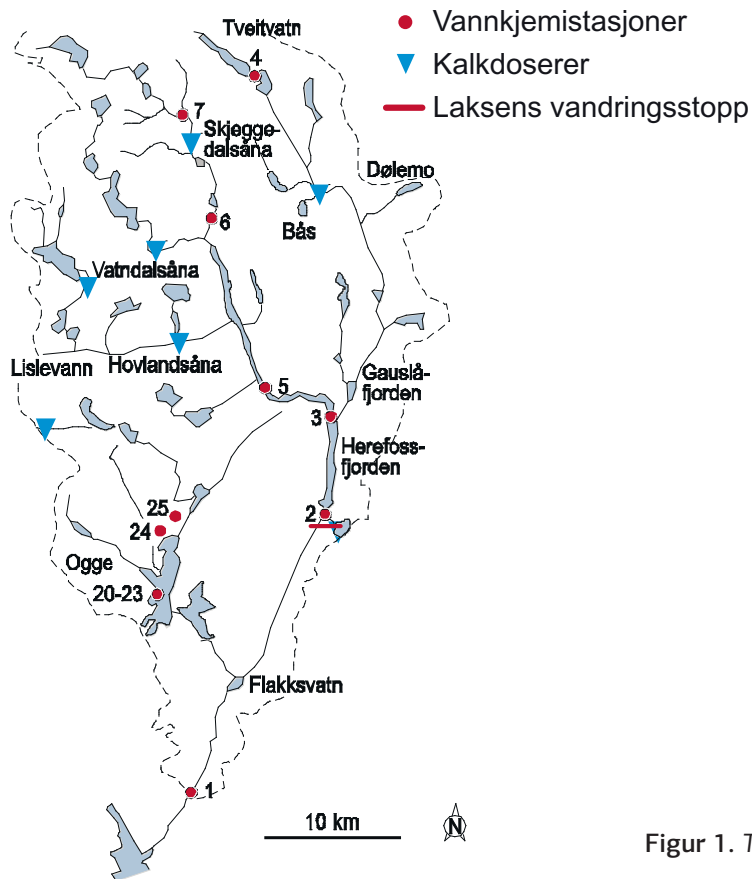 Tveitvatn
Vannkjemistasjoner
4
Kalkdoserer
Laksens vandringsstopp
7
Skjegge-
dalsåna
Dølemo
6
Bås
Vatndalsåna
Lislevann
Hovlandsåna
Gauslå-
fjorden
5
3
Herefoss-
fjorden
25
2
24
Ogge
20-23
Flakksvatn
1
10 km
N
Figur 1.